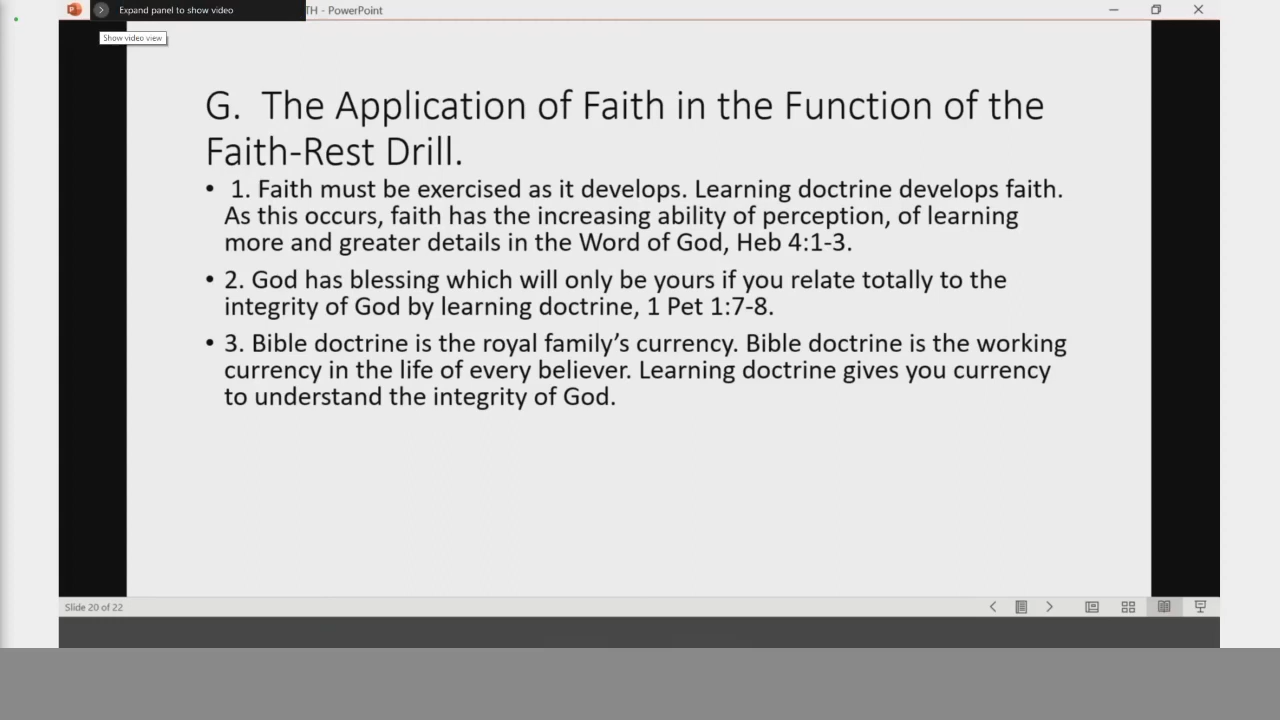 Expand panel to show video
TH - PowerPoint
Show video view
G. The Application of Faith in the Function of the
Faith-Rest Drill.
• 1. Faith must be exercised as it develops. Learning doctrine develops faith.
As this occurs, faith has the increasing ability of perception, of learning
more and greater details in the Word of God, Heb 4:1-3.
• 2. God has blessing which will only be yours if you relate totally to the
integrity of God by learning doctrine, 1 Pet 1:7-8.
• 3. Bible doctrine is the royal family’s currency. Bible doctrine is the working
currency in the life of every believer. Learning doctrine gives you currency
to understand the integrity of God.
Slide 20 of 22